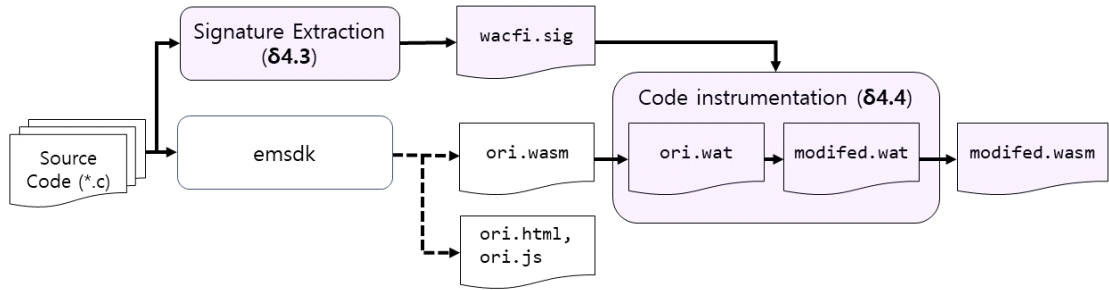 Signature Extraction
(δ4.3)
wacfi.sig
Code instrumentation (δ4.4)
Source
Code (*.c)
emsdk
ori.wasm
ori.wat
modifed.wat
modifed.wasm
ori.html,
ori.js